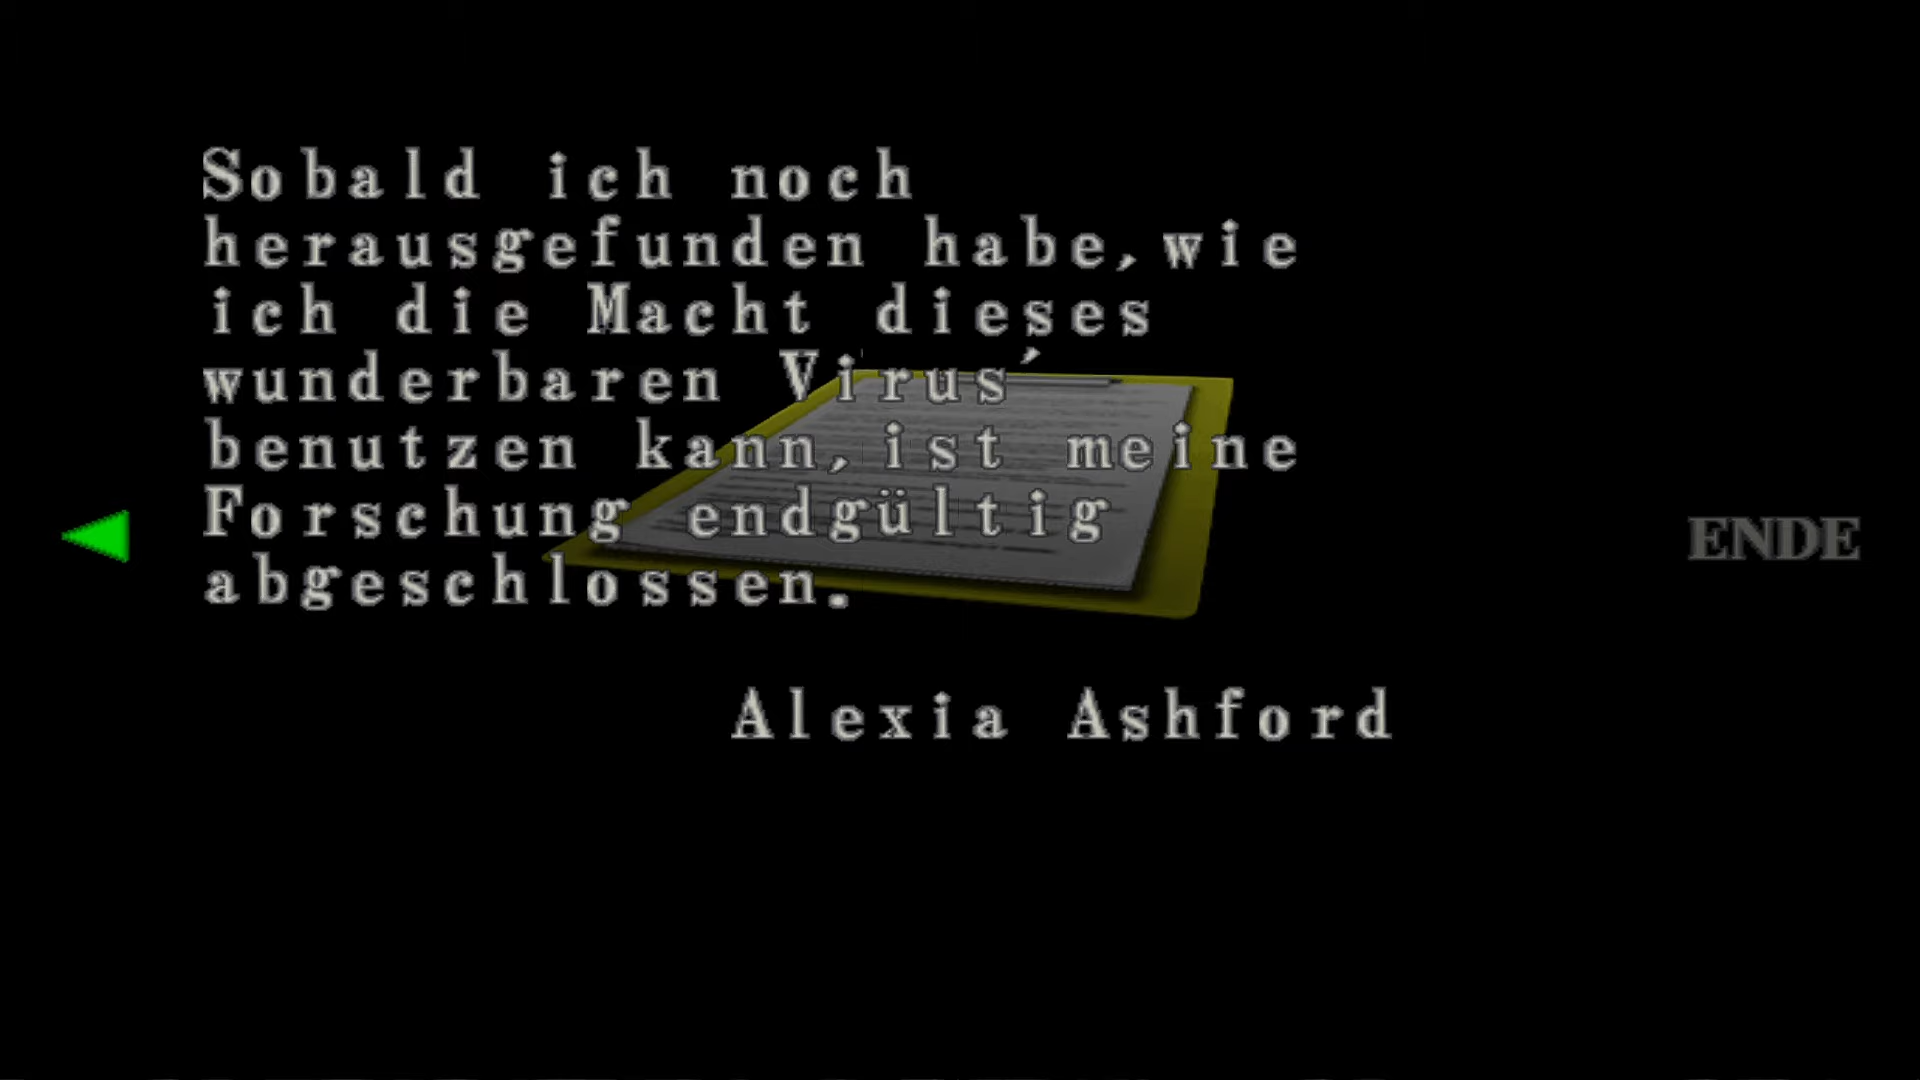 Sobald ich noch
herausgefunden habe,wie
ich die Macht dieses
wunderbaren Virus´
benutzen kann,ist meine
Forschung endgültig
abgeschlossen.
ENDE
Alexia Ashford